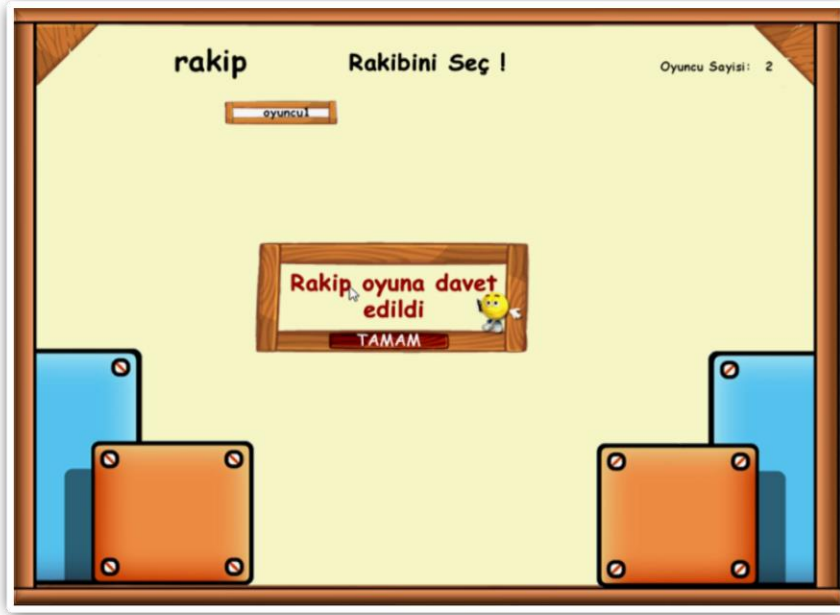 rakip
Rakibini Seç !
Oyuncu Sayisi: 2
oyuncu1
Rakip oyuna davet
edildi
TAMAM